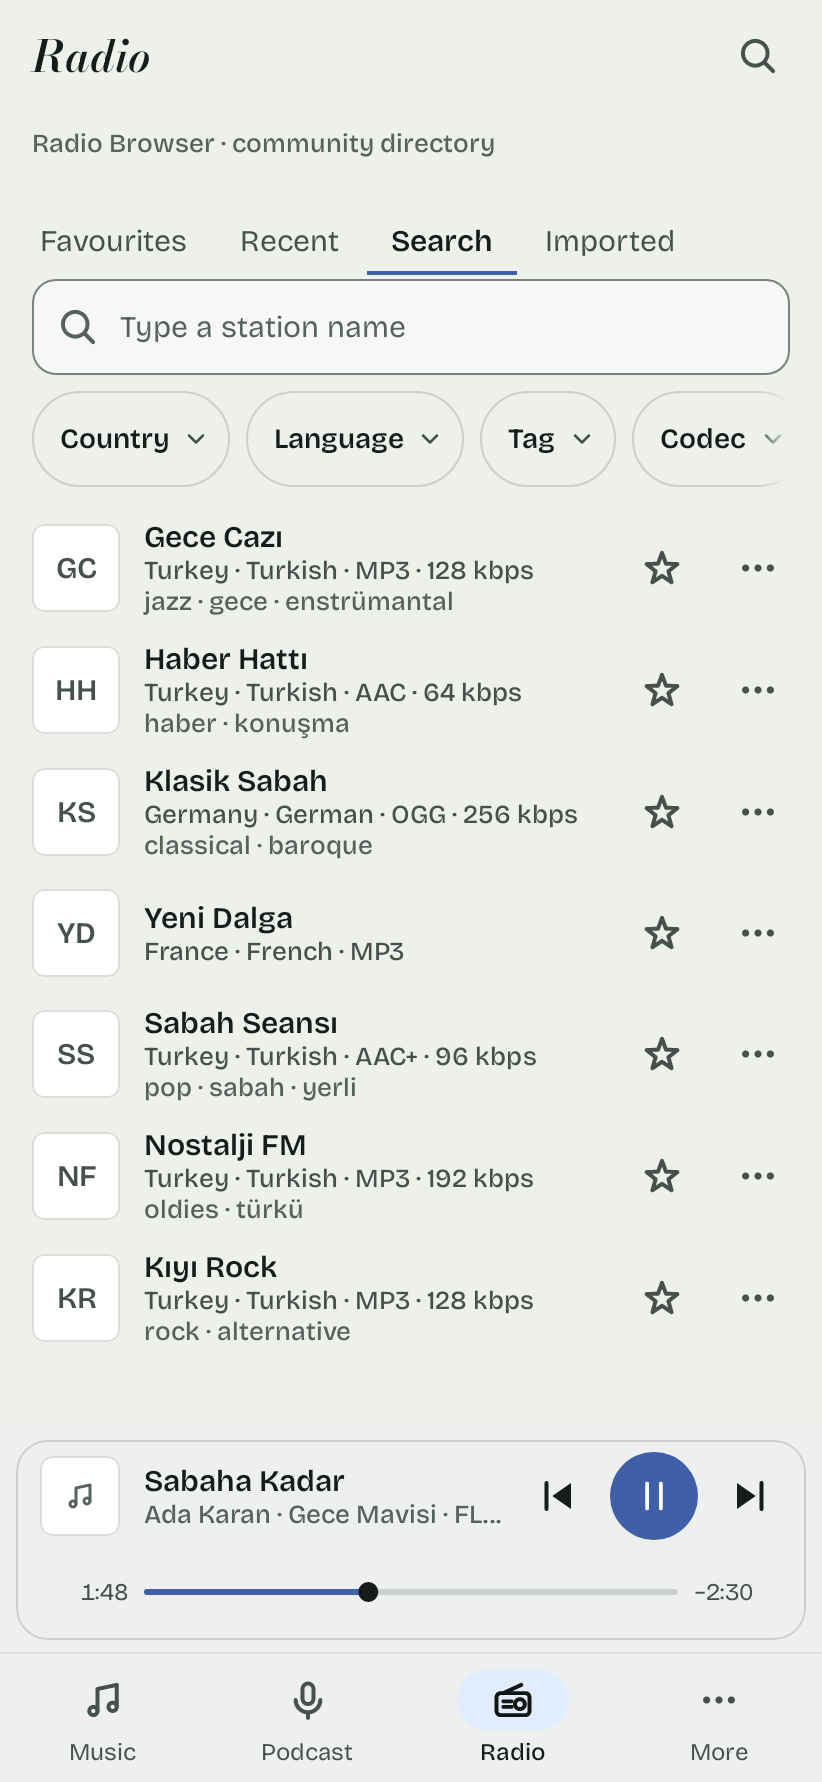 Radio
Radio Browser · community directory
Favourites Recent Search Imported
Type a station name
Country Language Tag Codec
GC
Gece Cazı
Turkey · Turkish · MP3 · 128 kbps
jazz · gece · enstrümantal
HH
Haber Hattı
Turkey · Turkish · AAC · 64 kbps
haber · konuşma
KS
Klasik Sabah
Germany · German · OGG · 256 kbps
classical · baroque
YD
Yeni Dalga
France · French · MP3
SS
Sabah Seansı
Turkey · Turkish · AAC+ · 96 kbps
pop · sabah · yerli
NF
Nostalji FM
Turkey · Turkish · MP3 · 192 kbps
oldies · türkü
KR
Kıyı Rock
Turkey · Turkish · MP3 · 128 kbps
rock · alternative
Sabaha Kadar
Ada Karan · Gece Mavisi · FL...
1:48 −2:30
Music Podcast Radio More